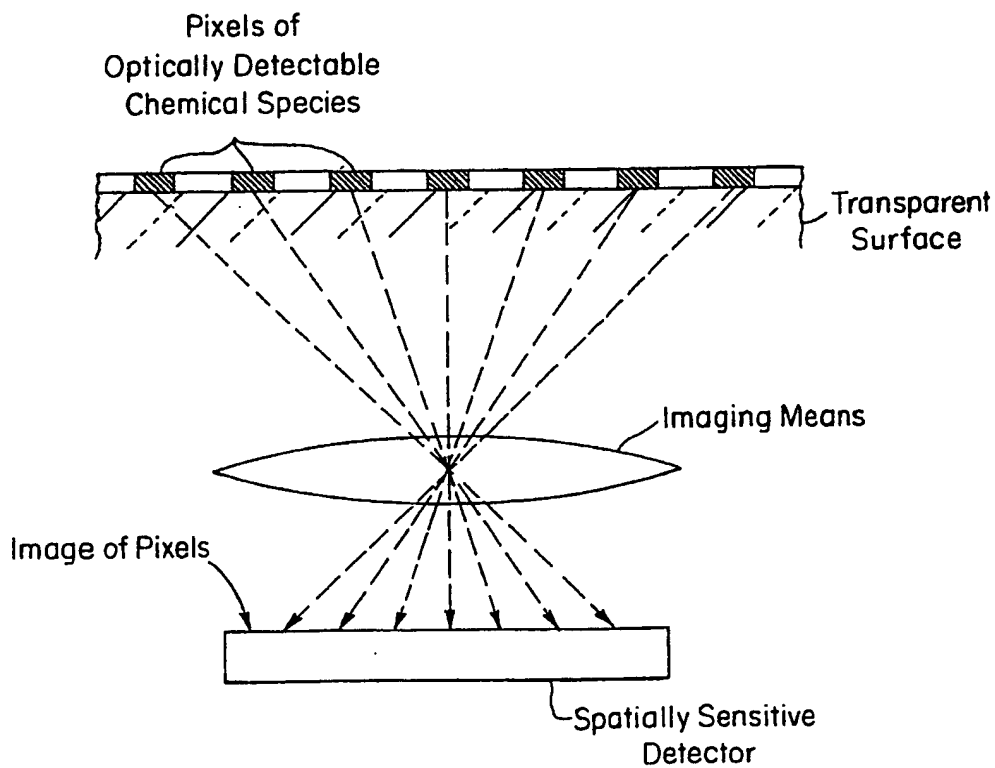 Pixels of
Optically Detectable
Chemical Species
Transparent
Surface
Imaging Means
Image of Pixels
Spatially Sensitive
Detector